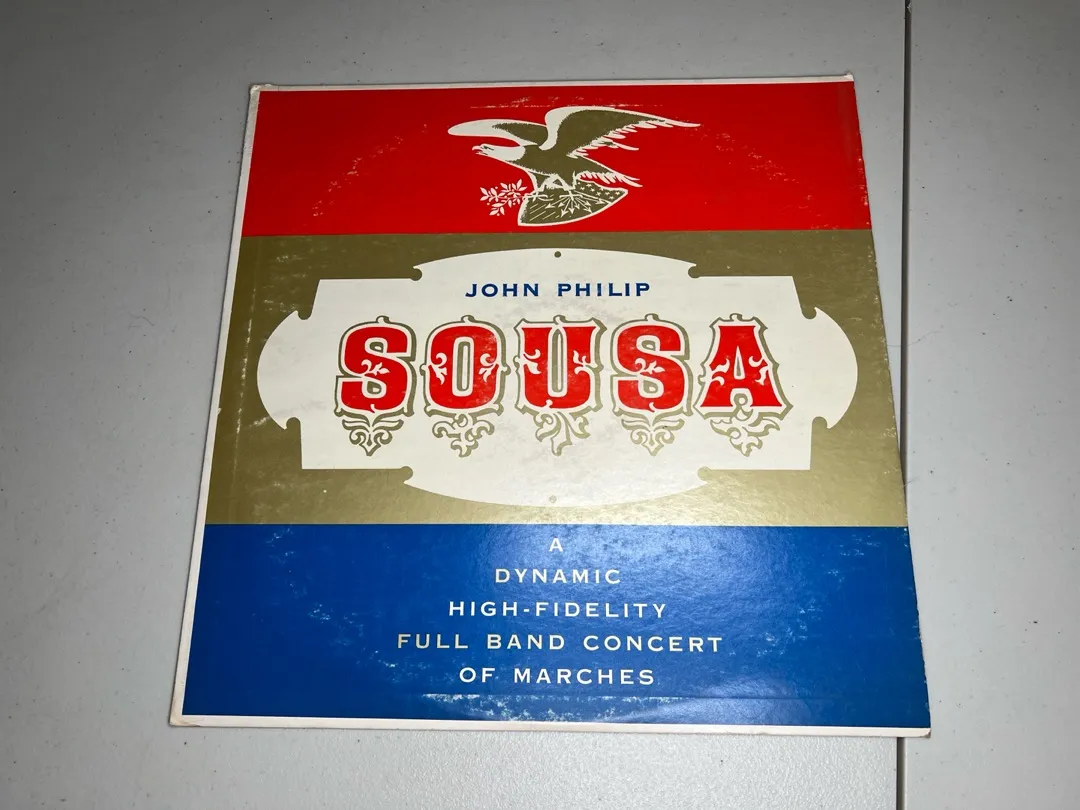 JOHN PHILIP
SOUSA
A
DYNAMIC
HIGH-FIDELITY
FULL BAND CONCERT
OF MARCHES